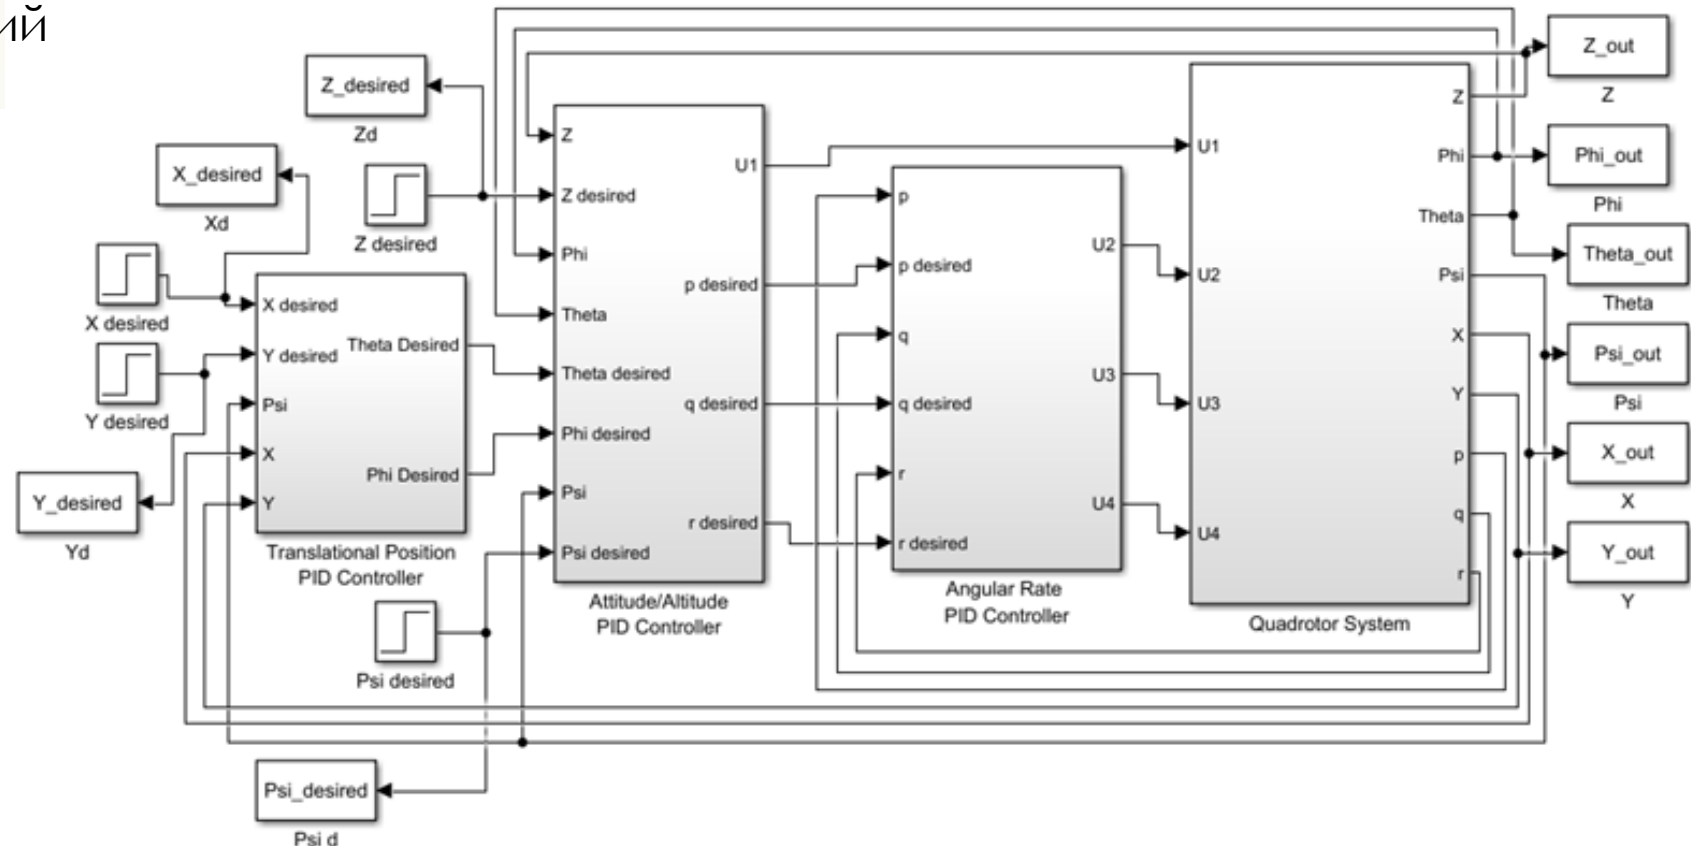 ий
Z_desired
Zd
Z desired
X_desired
Xd
X desired
Y desired
Y_desired
Yd
X desired
Y desired
Psi
X
Y
Theta Desired
Phi Desired
Translational Position
PID Controller
Psi desired
Psi_desired
Psi d
Z
Z desired
Phi
Theta
Theta desired
Phi desired
Psi
Psi desired
U1
p desired
q desired
r desired
Attitude/Altitude
PID Controller
p
p desired
q
q desired
r
r desired
U2
U3
U4
Angular Rate
PID Controller
U1
U2
U3
U4
Z
Phi
Theta
Psi
X
Y
p
q
r
Quadrotor System
Z_out
Z
Phi_out
Phi
Theta_out
Theta
Psi_out
Psi
X_out
X
Y_out
Y